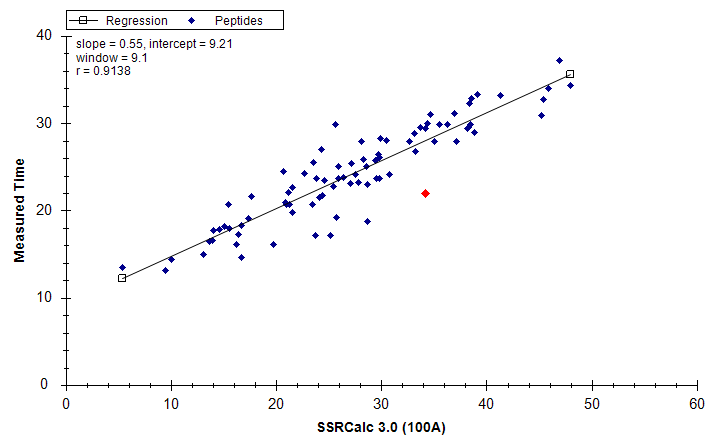 Regression Peptides
slope = 0.55, intercept = 9.21
window = 9.1
r = 0.9138
40
30
20
10
0
Measured Time
0 10 20 30 40 50 60
SSRCalc 3.0 (100A)